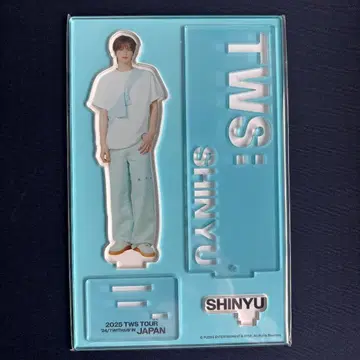 TWS:
SHINYU
SHINYU
2025 TWS TOUR
'24/7:WITH:US' IN JAPAN